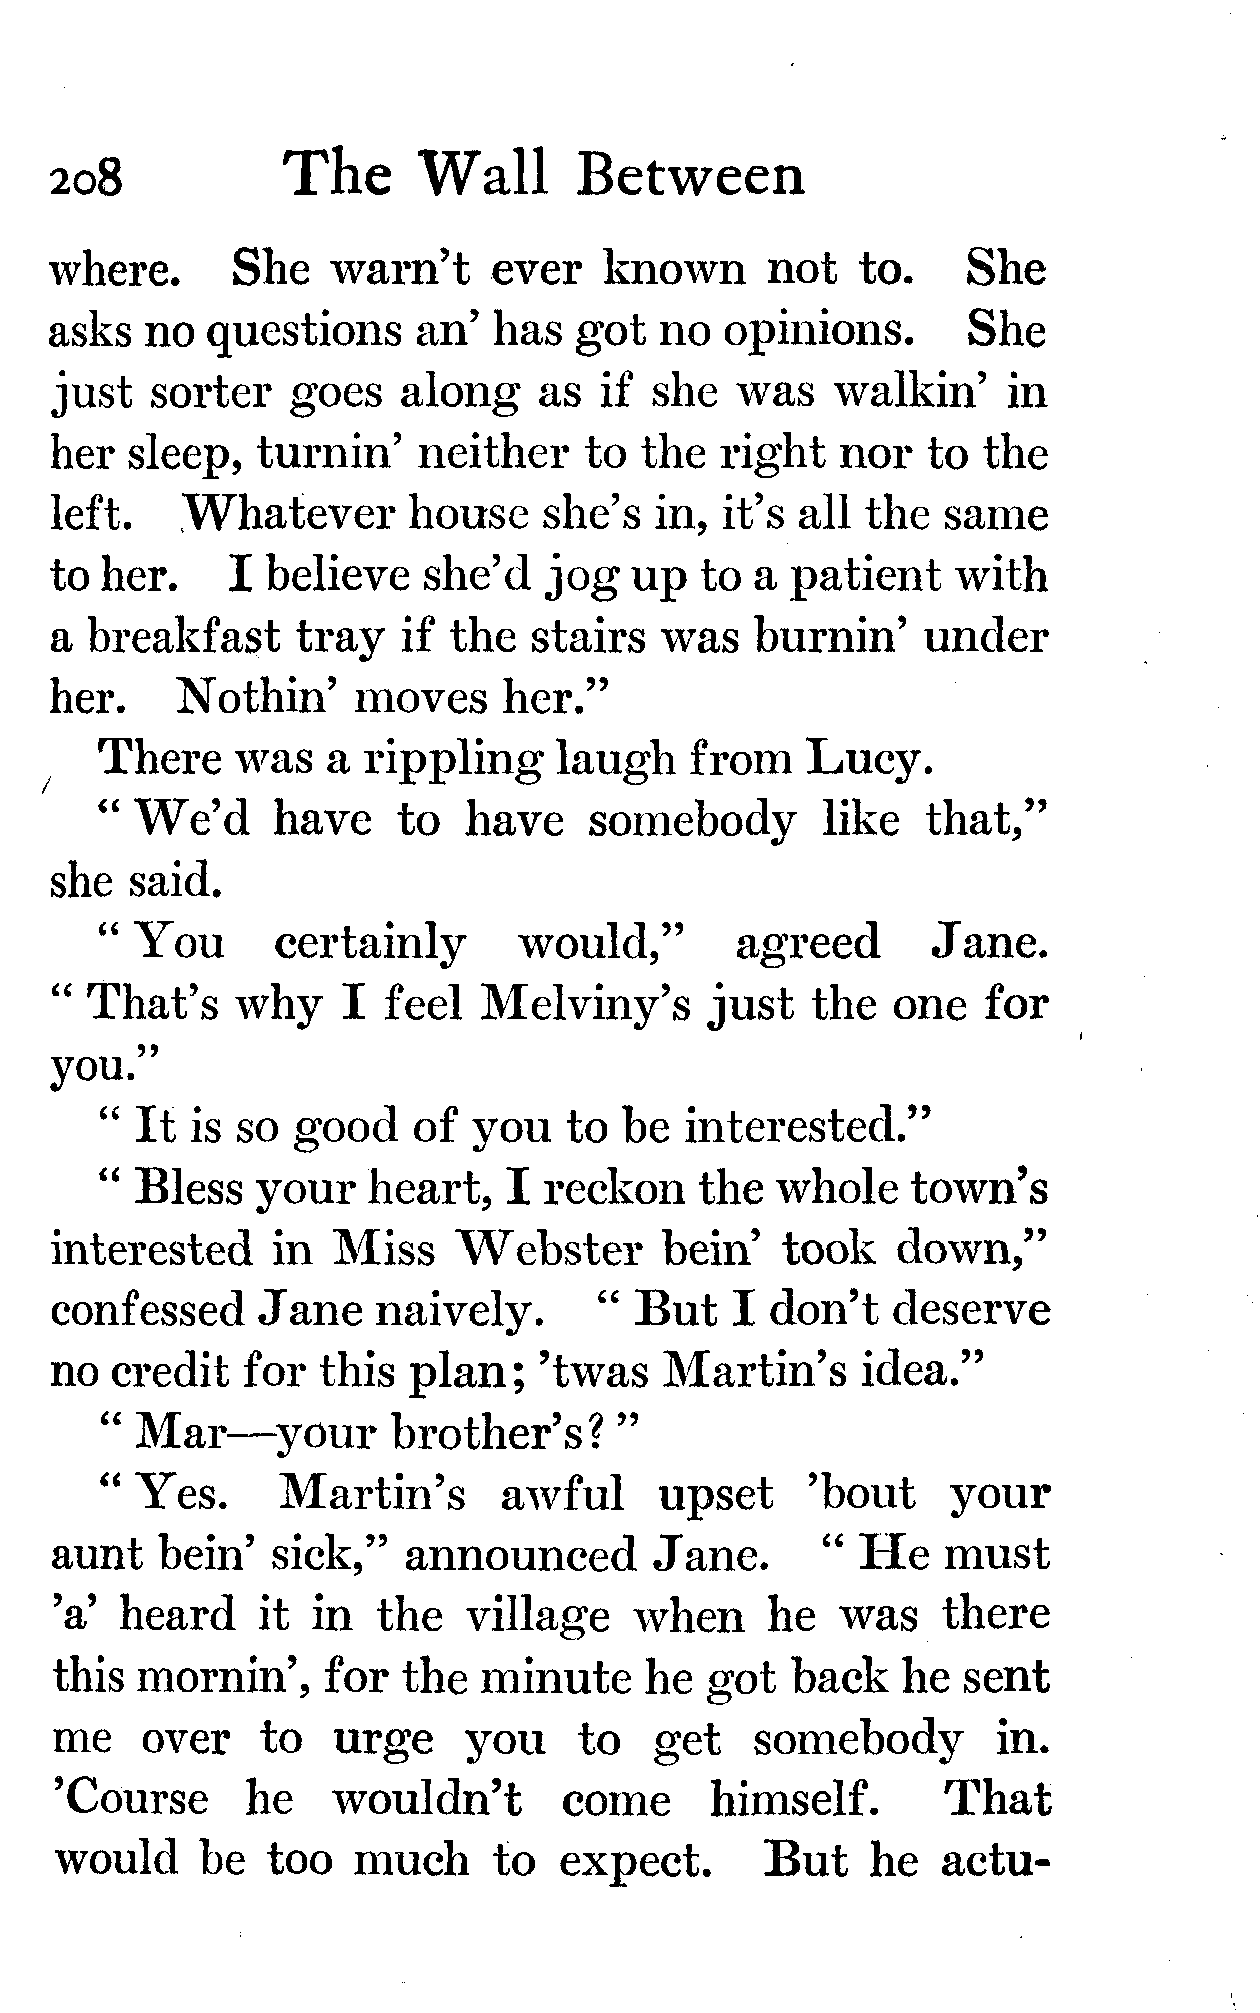 208 The Wall Between
where. She warn't ever known not to. She
asks no questions an' has got no opinions. She
just sorter goes along as if she was walkin' in
her sleep, turnin' neither to the right nor to the
left. Whatever house she's in, it's all the same
to her. I believe she'd jog up to a patient with
a breakfast tray if the stairs was burnin' under
her. Nothin' moves her."
There was a rippling laugh from Lucy.
" We'd have to have somebody like that,"
she said.
" You certainly would," agreed Jane.
" That's why I feel Melviny's just the one for
you."
" It is so good of you to be interested."
" Bless your heart, I reckon the whole town's
interested in Miss Webster bein' took down,"
confessed Jane naively. " But I don't deserve
no credit for this plan; 'twas Martin's idea."
" Mar—your brother's? "
" Yes. Martin's awful upset 'bout your
aunt bein' sick," announced Jane. " He must
'a' heard it in the village when he was there
this mornin', for the minute he got back he sent
me over to urge you to get somebody in.
'Course he wouldn't come himself. That
would be too much to expect. But he actu-